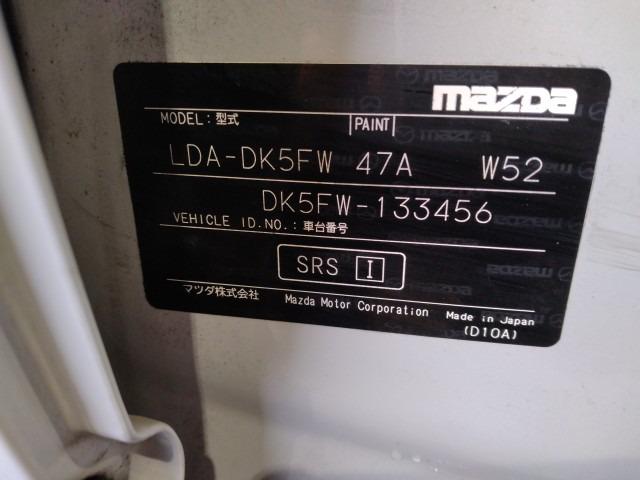 mazda
MODEL: 型式 PAINT
LDA-DK5FW 47A W52
DK5FW-133456
VEHICLE ID.NO.: 車台番号
SRS I
マツダ株式会社 Mazda Motor Corporation Made in Japan
(D10A)